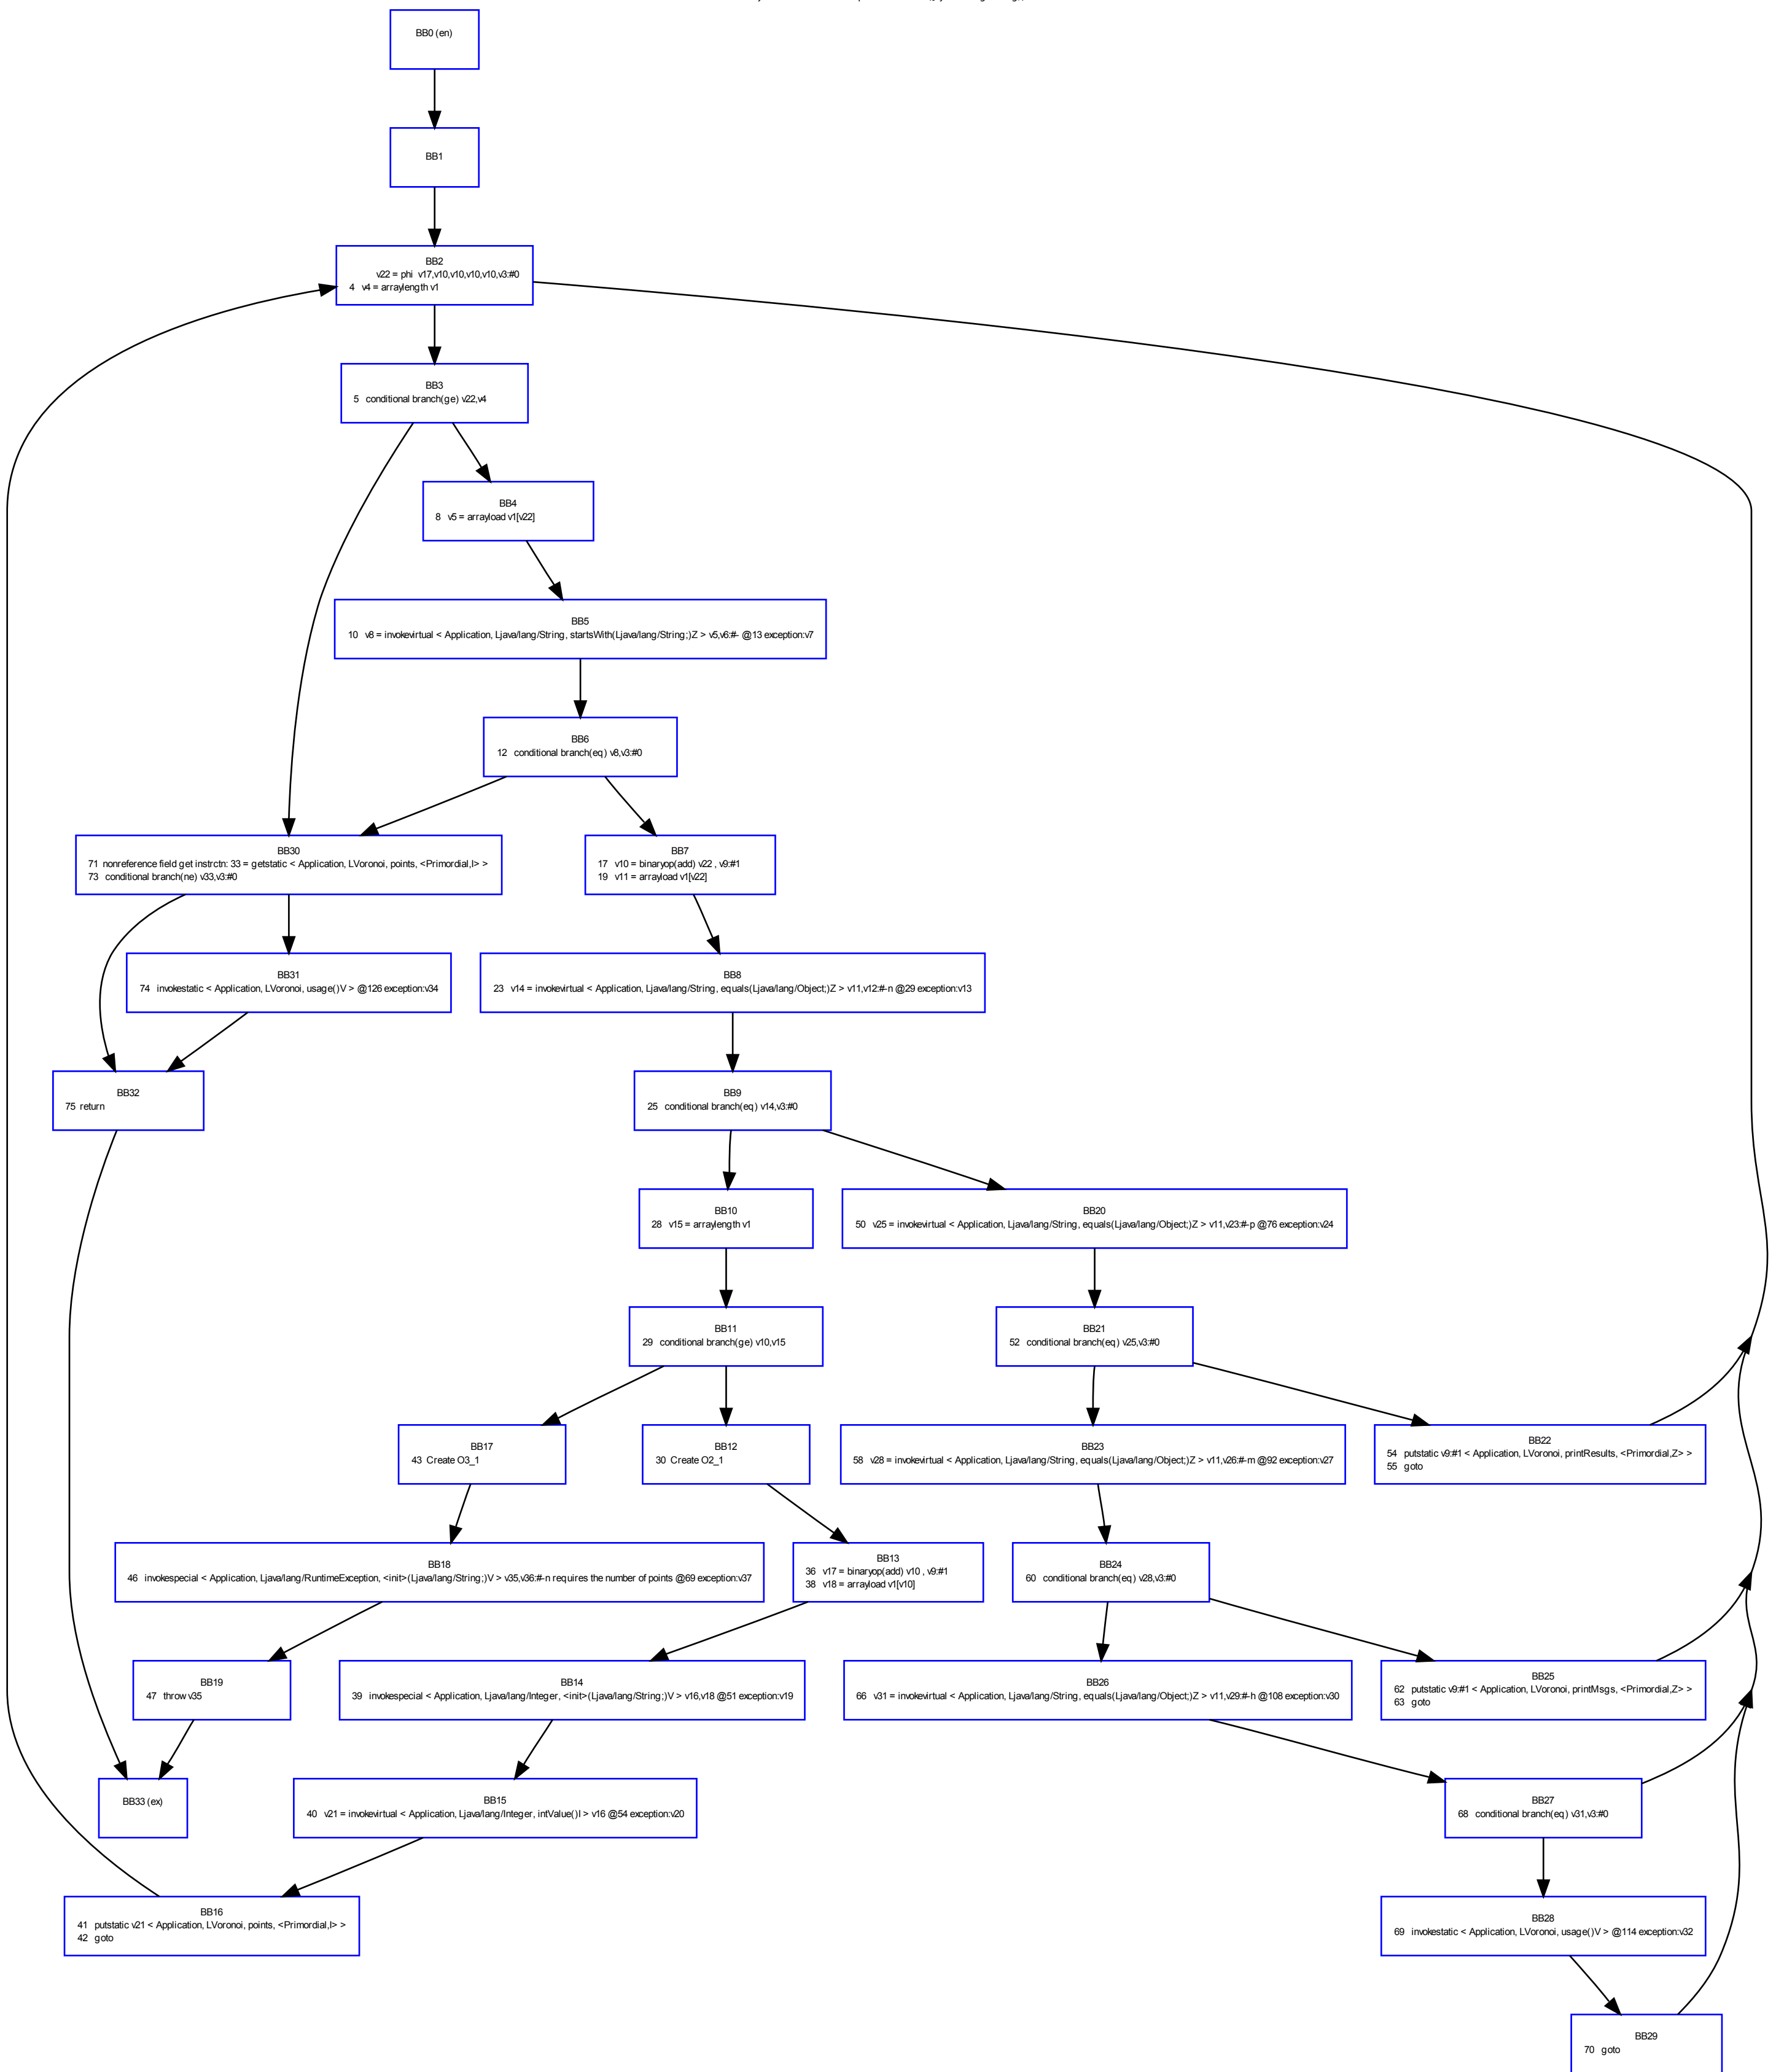 BB0 (en)
BB1
BB2
v22 = phi v17,v10,v10,v10,v10,v3:#0
4 v4 = arraylength v1
BB3
5 conditional branch(ge) v22,v4
BB4
8 v5 = arrayload v1[v22]
BB5
10 v8 = invokevirtual < Application, Ljava/lang/String, startsWith(Ljava/lang/String;)Z > v5,v6:#- @13 exception:v7
BB6
12 conditional branch(eq) v8,v3:#0
BB30
71 nonreference field get instrctn: 33 = getstatic < Application, LVoronoi, points, <Primordial,I> >
73 conditional branch(ne) v33,v3:#0
BB7
17 v10 = binaryop(add) v22 , v9:#1
19 v11 = arrayload v1[v22]
BB31
74 invokestatic < Application, LVoronoi, usage()V > @126 exception:v34
BB8
23 v14 = invokevirtual < Application, Ljava/lang/String, equals(Ljava/lang/Object;)Z > v11,v12:#-n @29 exception:v13
BB32
75 return
BB9
25 conditional branch(eq) v14,v3:#0
BB10
28 v15 = arraylength v1
BB20
50 v25 = invokevirtual < Application, Ljava/lang/String, equals(Ljava/lang/Object;)Z > v11,v23:#-p @76 exception:v24
BB11
29 conditional branch(ge) v10,v15
BB21
52 conditional branch(eq) v25,v3:#0
BB17
43 Create O3_1
BB12
30 Create O2_1
BB23
58 v28 = invokevirtual < Application, Ljava/lang/String, equals(Ljava/lang/Object;)Z > v11,v26:#-m @92 exception:v27
BB22
54 putstatic v9:#1 < Application, LVoronoi, printResults, <Primordial,Z> >
55 goto
BB18
46 invokespecial < Application, Ljava/lang/RuntimeException, <init>(Ljava/lang/String;)V > v35,v36:#-n requires the number of points @69 exception:v37
BB13
36 v17 = binaryop(add) v10 , v9:#1
38 v18 = arrayload v1[v10]
BB24
60 conditional branch(eq) v28,v3:#0
BB19
47 throw v35
BB14
39 invokespecial < Application, Ljava/lang/Integer, <init>(Ljava/lang/String;)V > v16,v18 @51 exception:v19
BB26
66 v31 = invokevirtual < Application, Ljava/lang/String, equals(Ljava/lang/Object;)Z > v11,v29:#-h @108 exception:v30
BB25
62 putstatic v9:#1 < Application, LVoronoi, printMsgs, <Primordial,Z> >
63 goto
BB33 (ex)
BB15
40 v21 = invokevirtual < Application, Ljava/lang/Integer, intValue()I > v16 @54 exception:v20
BB27
68 conditional branch(eq) v31,v3:#0
BB16
41 putstatic v21 < Application, LVoronoi, points, <Primordial,I> >
42 goto
BB28
69 invokestatic < Application, LVoronoi, usage()V > @114 exception:v32
BB29
70 goto